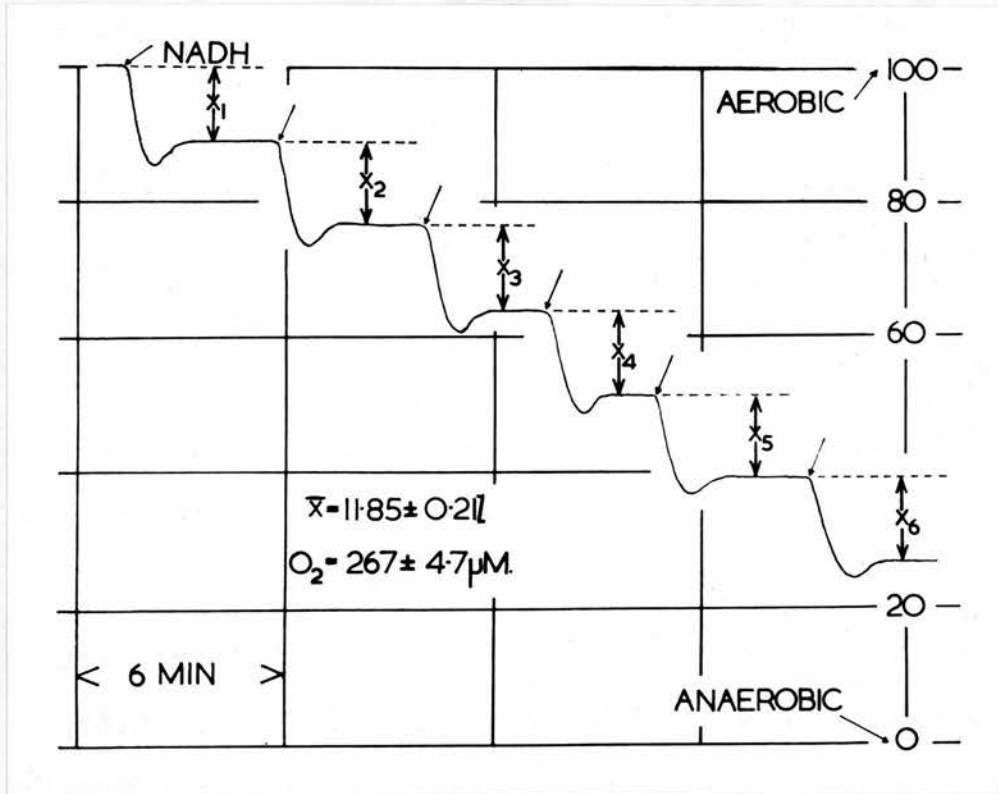 NADH
100
AEROBIC
X1
X2
80
X3
60
X4
X5
X̄=11·85± 0·21%
X6
O2= 267± 4·7µM.
20
< 6 MIN >
ANAEROBIC
0